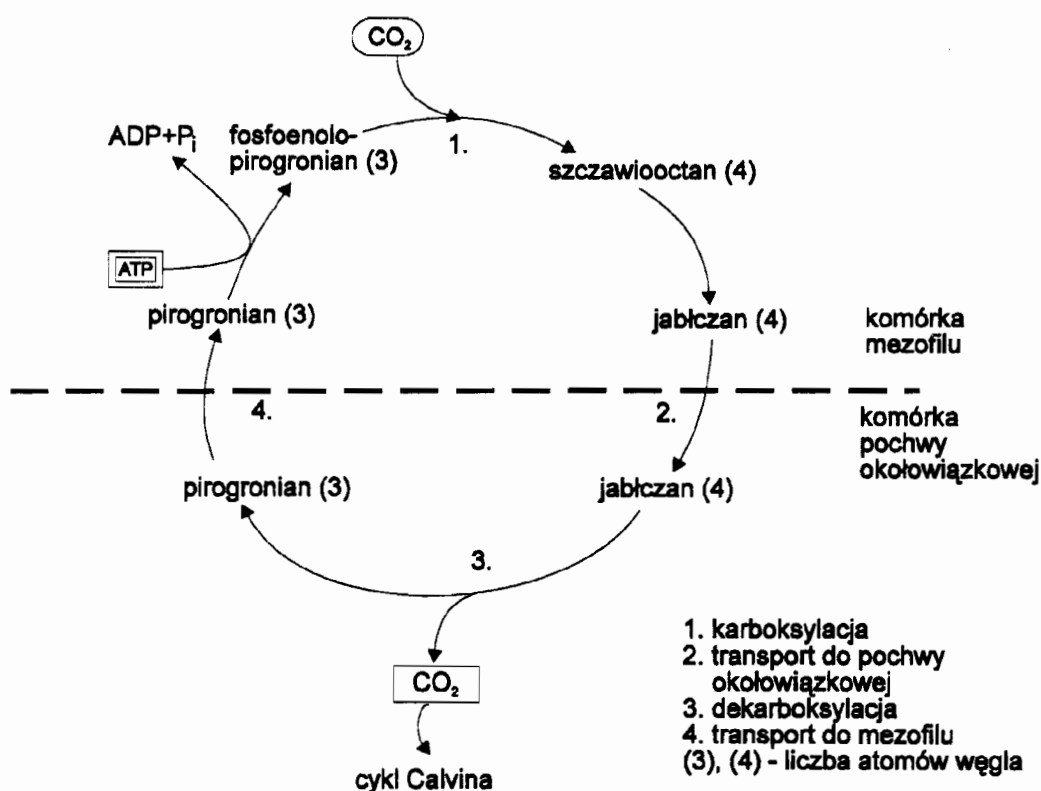 CO₂
ADP+Pi
fosfoenolo-
pirogronian (3)
1.
szczawiooctan (4)
ATP
pirogronian (3)
jabłczan (4)
komórka
mezofilu
4.
2.
komórka
pochwy
okołowiązkowej
pirogronian (3)
jabłczan (4)
3.
CO₂
cykl Calvina
1. karboksylacja
2. transport do pochwy
okołowiązkowej
3. dekarboksylacja
4. transport do mezofilu
(3), (4) - liczba atomów węgla